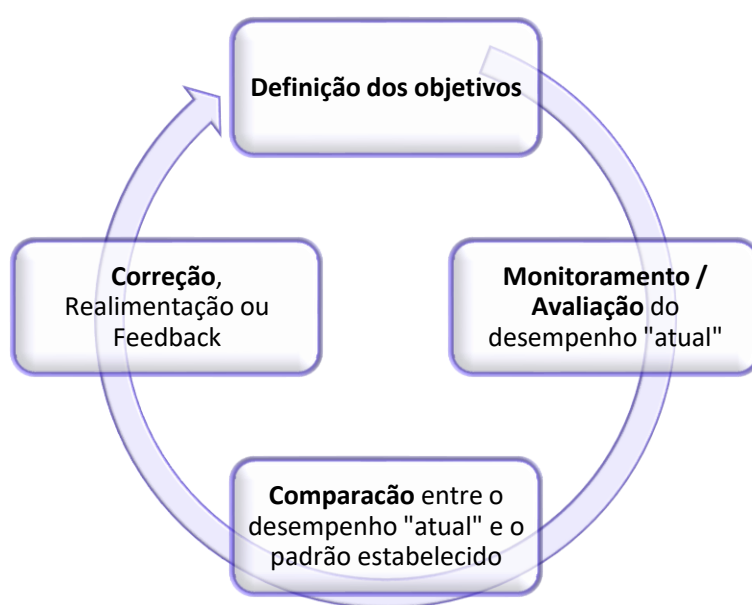 Definição dos objetivos
Monitoramento /
Avaliação do
desempenho "atual"
Comparacão entre o
desempenho "atual" e o
padrão estabelecido
Correção,
Realimentação ou
Feedback